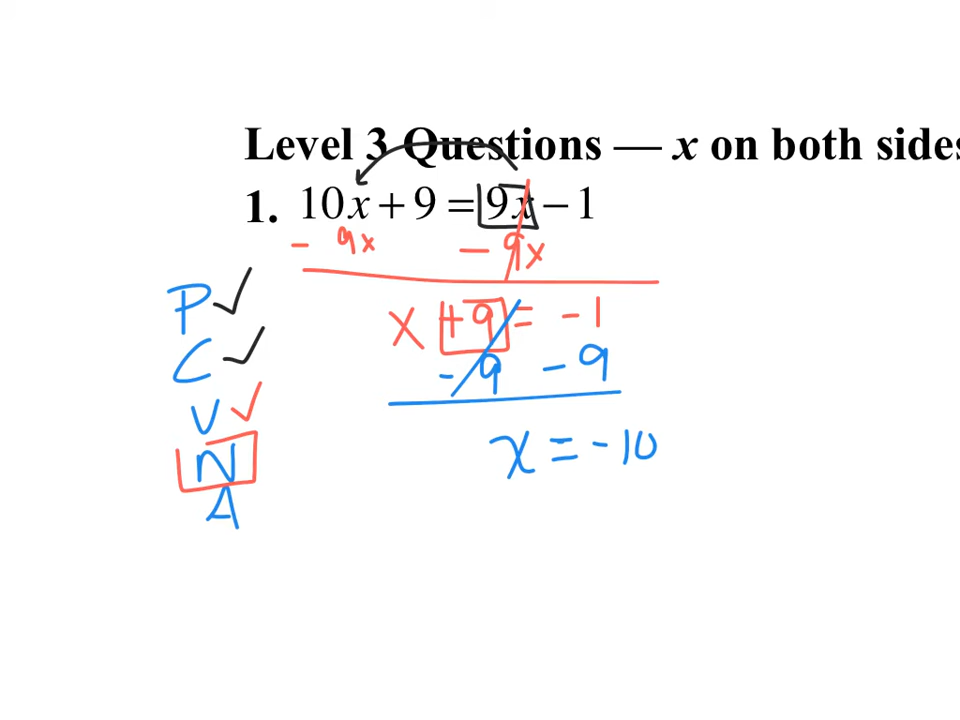 Level 3 Questions — x on both sides
1. 10x + 9 = 9x − 1
− 9x − 9x
x + 9 = − 1
- 9 − 9
x = - 10
P ✓
C ✓
V ✓
N
A